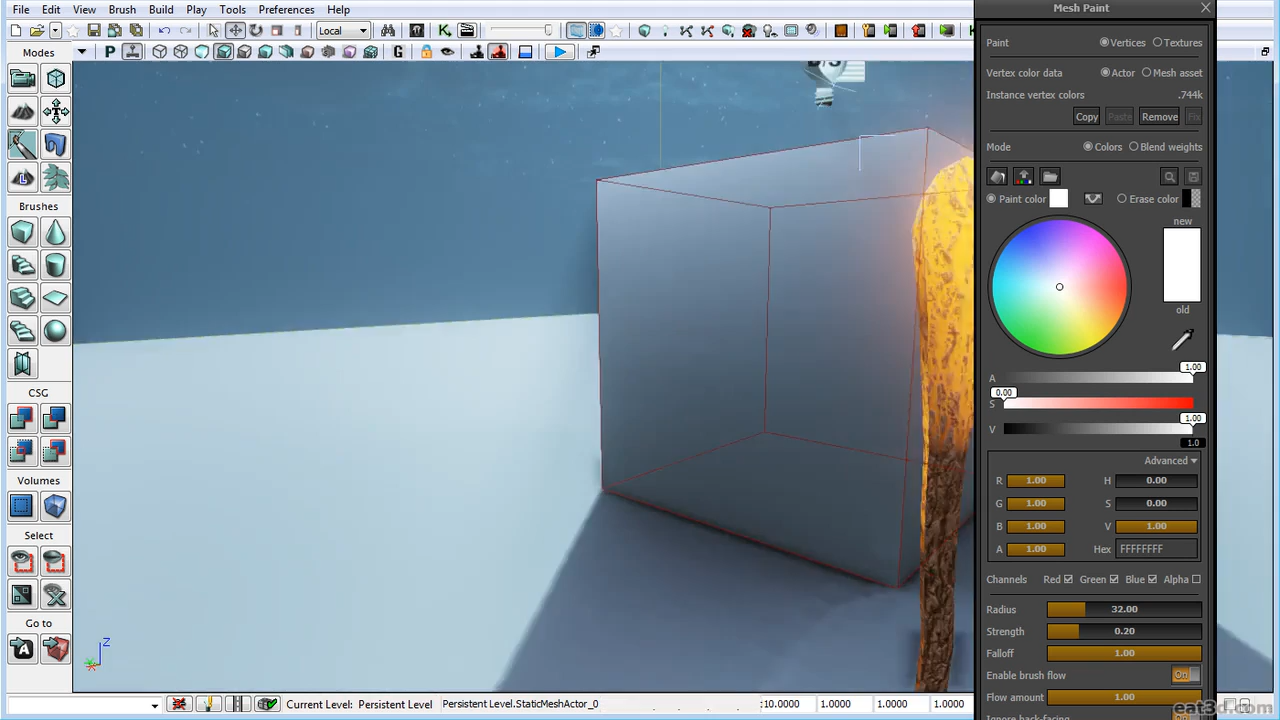 File Edit View Brush Build Play Tools Preferences Help
Mesh Paint
Local
Modes
P
G
Brushes
CSG
Volumes
Select
Go to
A
Z
Paint Vertices Textures
Vertex color data Actor Mesh asset
Instance vertex colors .744k
Copy Paste Remove Fix
Mode Colors Blend weights
Paint color Erase color
new
old
A 1.00
S 0.00
V 1.00
1.0
Advanced
R 1.00 H 0.00
G 1.00 S 0.00
B 1.00 V 1.00
A 1.00 Hex FFFFFFFF
Channels Red Green Blue Alpha
Radius 32.00
Strength 0.20
Falloff 1.00
Enable brush flow On
Flow amount 1.00
Ignore back-facing
Current Level: Persistent Level Persistent Level.StaticMeshActor_0 :10.0000 1.0000 1.0000 1.0000
eat3d.com